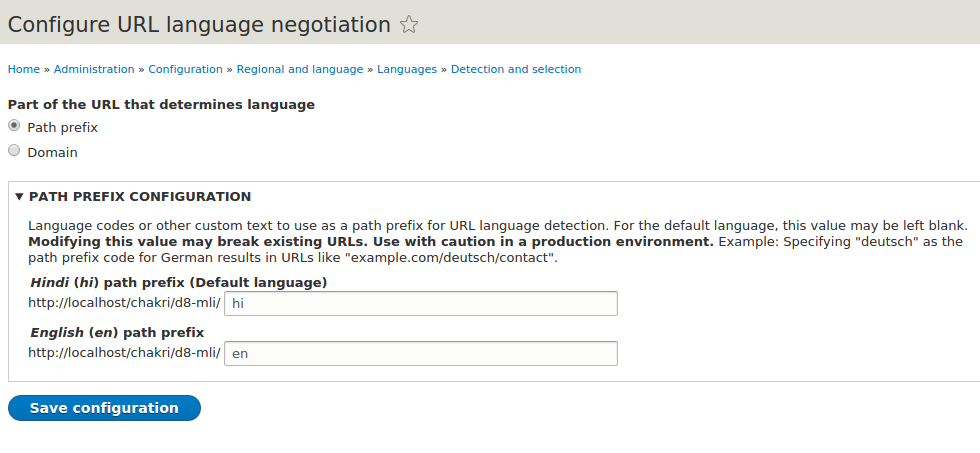 Configure URL language negotiation
Home » Administration » Configuration » Regional and language » Languages » Detection and selection
Part of the URL that determines language
Path prefix
Domain
PATH PREFIX CONFIGURATION
Language codes or other custom text to use as a path prefix for URL language detection. For the default language, this value may be left blank.
Modifying this value may break existing URLs. Use with caution in a production environment. Example: Specifying "deutsch" as the
path prefix code for German results in URLs like "example.com/deutsch/contact".
Hindi (hi) path prefix (Default language)
http://localhost/chakri/d8-mli/ hi
English (en) path prefix
http://localhost/chakri/d8-mli/ en
Save configuration